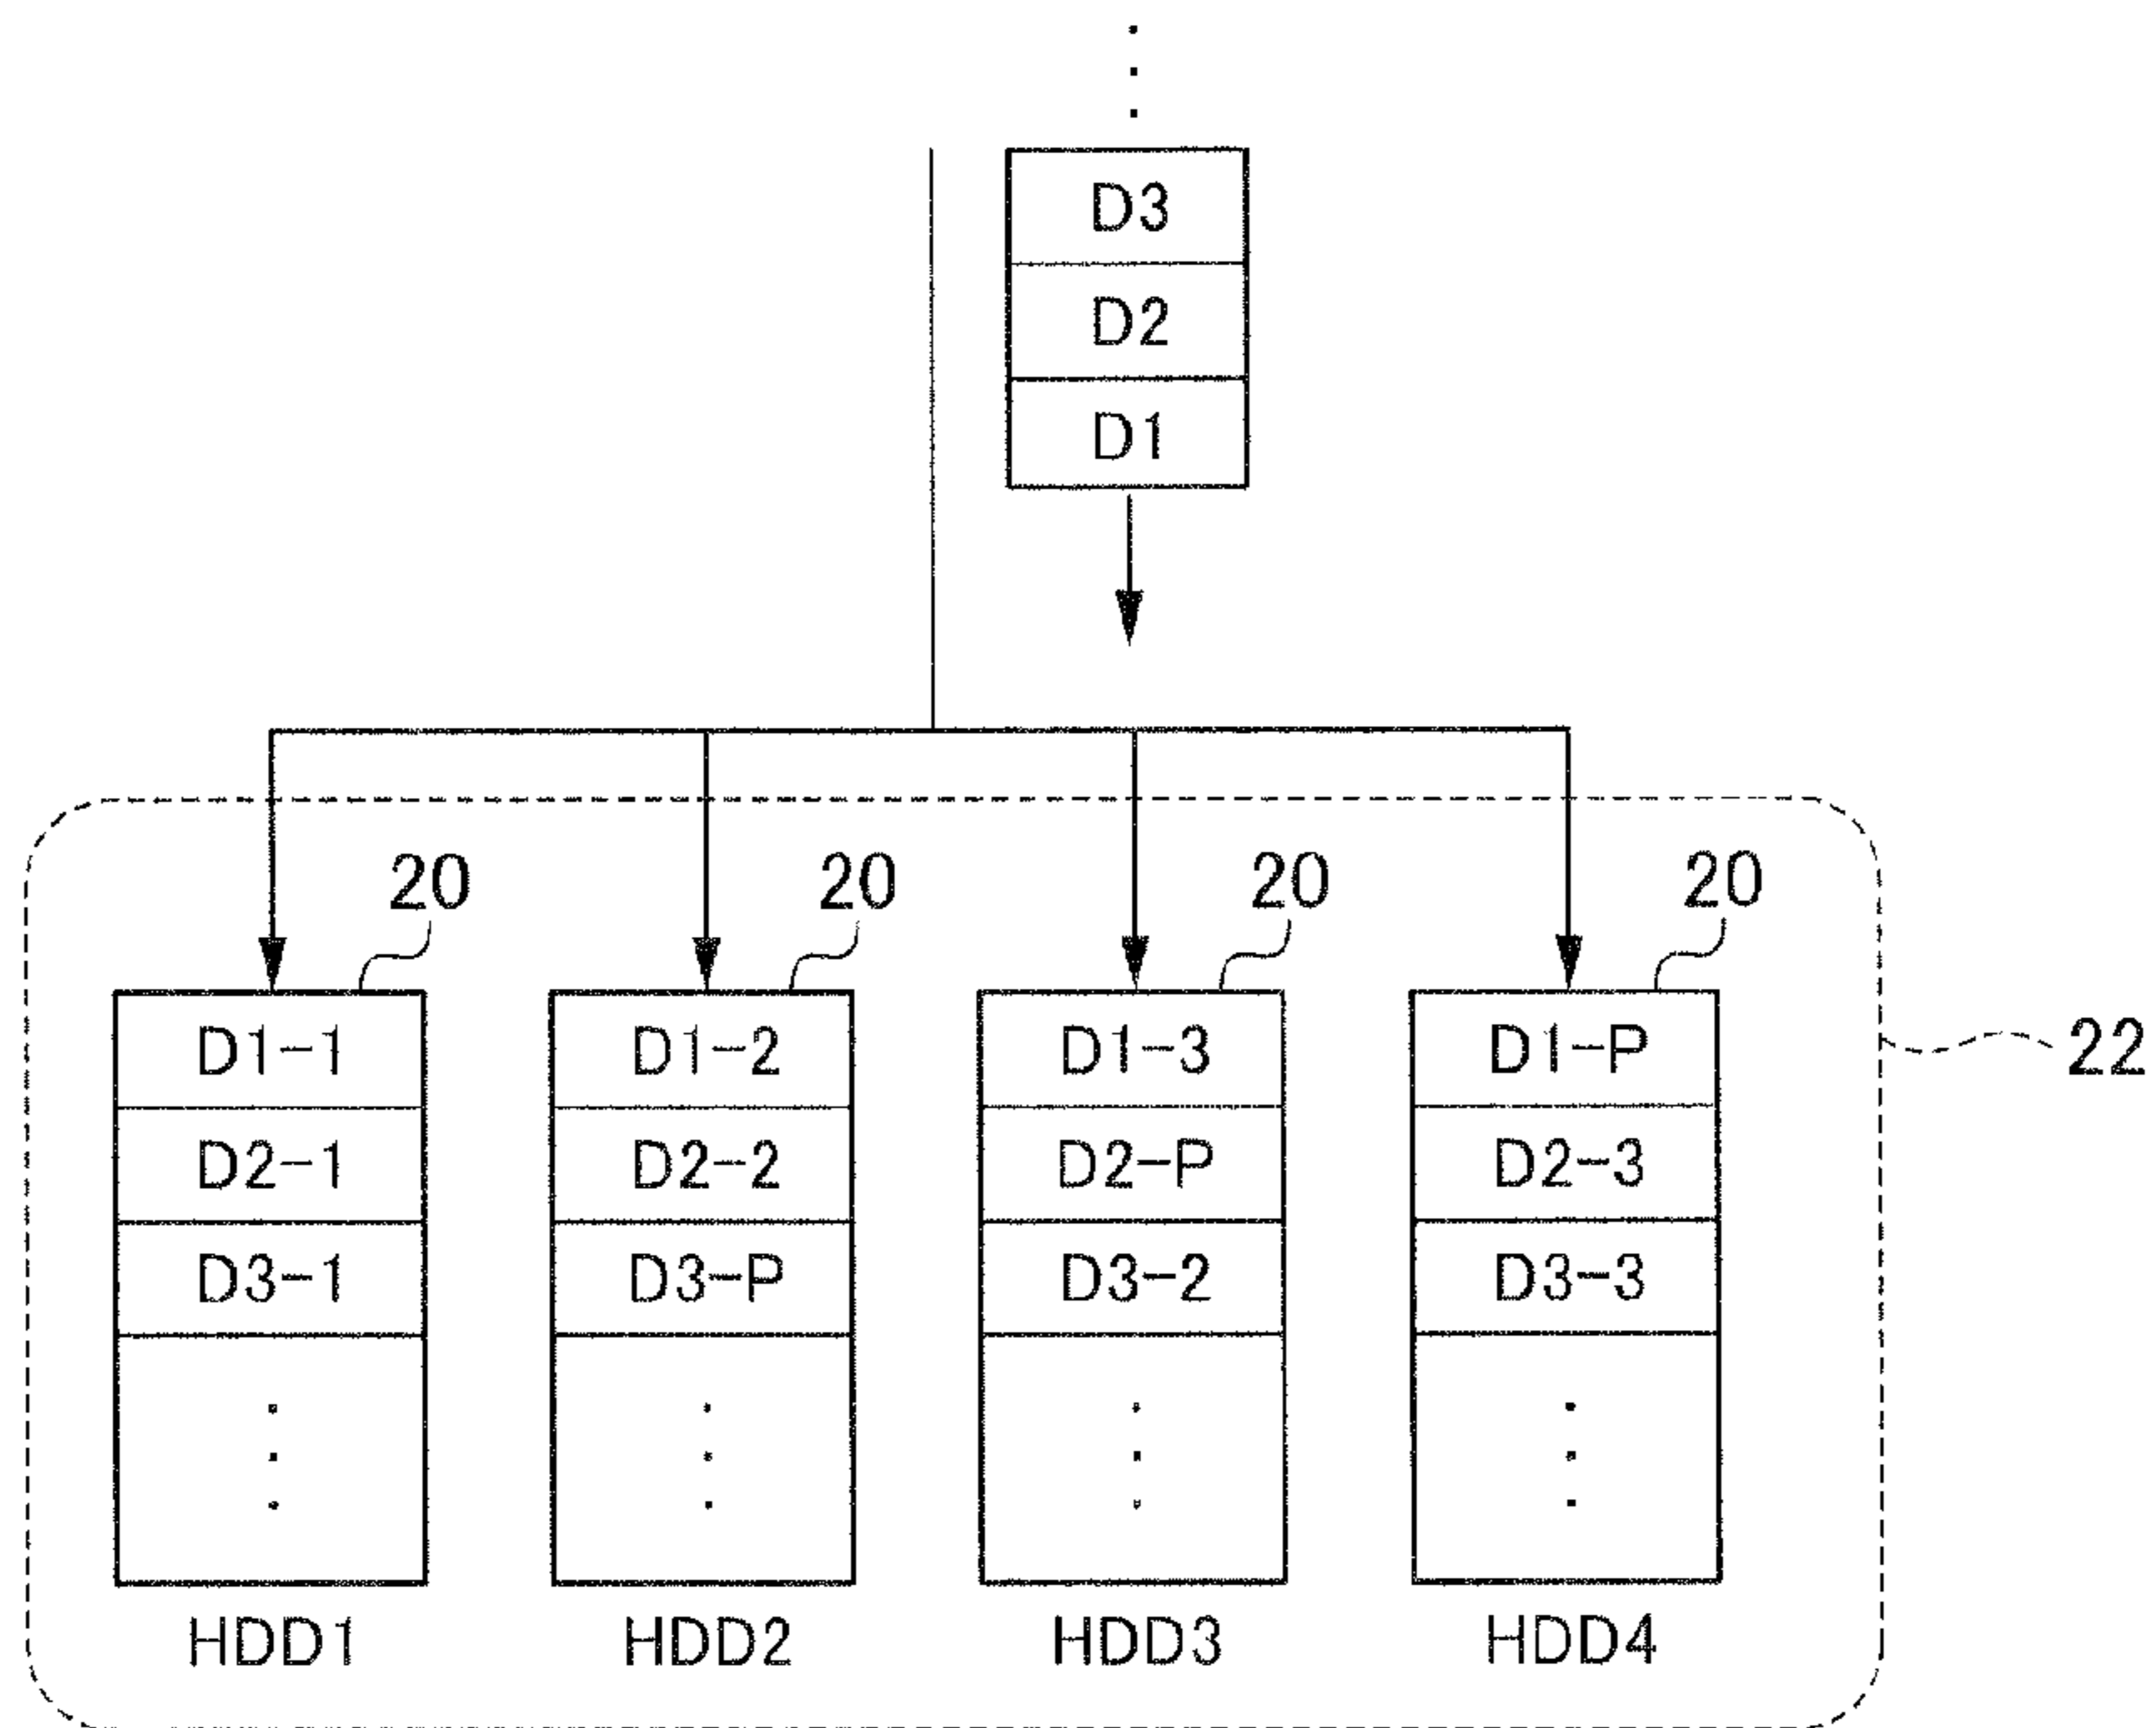 D3
D2
D1
20 20 20 20
D1-1 D1-2 D1-3 D1-P
22
D2-1 D2-2 D2-P D2-3
D3-1 D3-P D3-2 D3-3
HDD1 HDD2 HDD3 HDD4